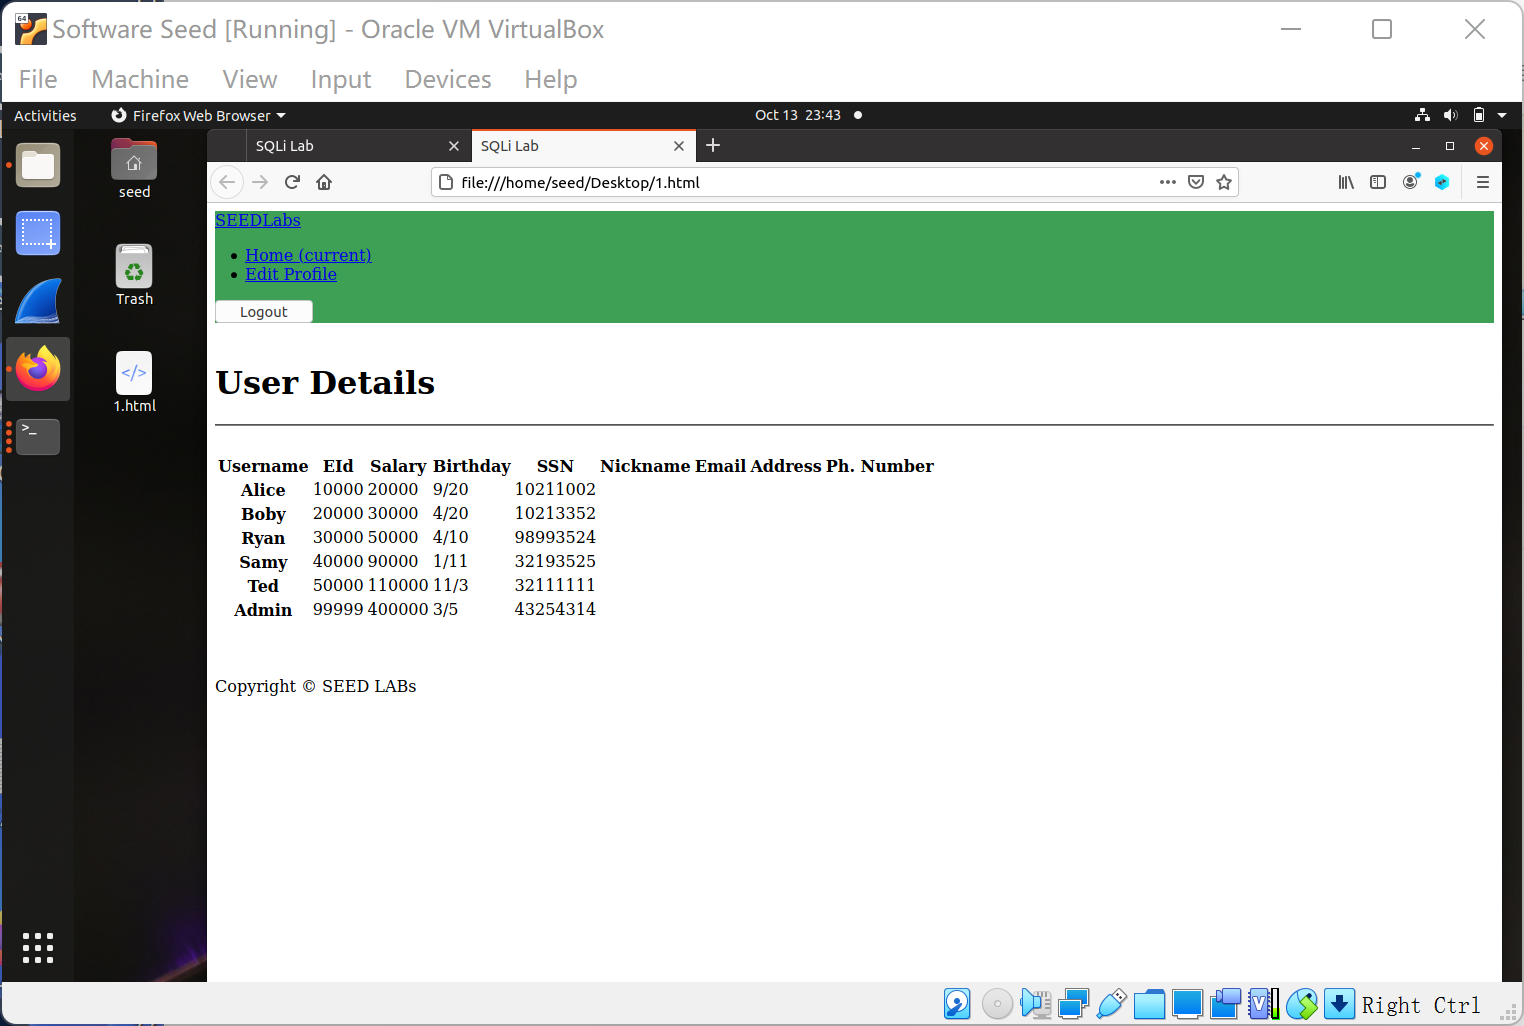 64
Software Seed [Running] - Oracle VM VirtualBox
File Machine View Input Devices Help
Activities Firefox Web Browser Oct 13 23:43
SQLi Lab SQLi Lab
file:///home/seed/Desktop/1.html
seed
Trash
1.html
SEEDLabs
Home (current)
Edit Profile
Logout
User Details
Username EId Salary Birthday SSN Nickname Email Address Ph. Number
Alice 10000 20000 9/20 10211002
Boby 20000 30000 4/20 10213352
Ryan 30000 50000 4/10 98993524
Samy 40000 90000 1/11 32193525
Ted 50000 110000 11/3 32111111
Admin 99999 400000 3/5 43254314
Copyright © SEED LABs
Right Ctrl